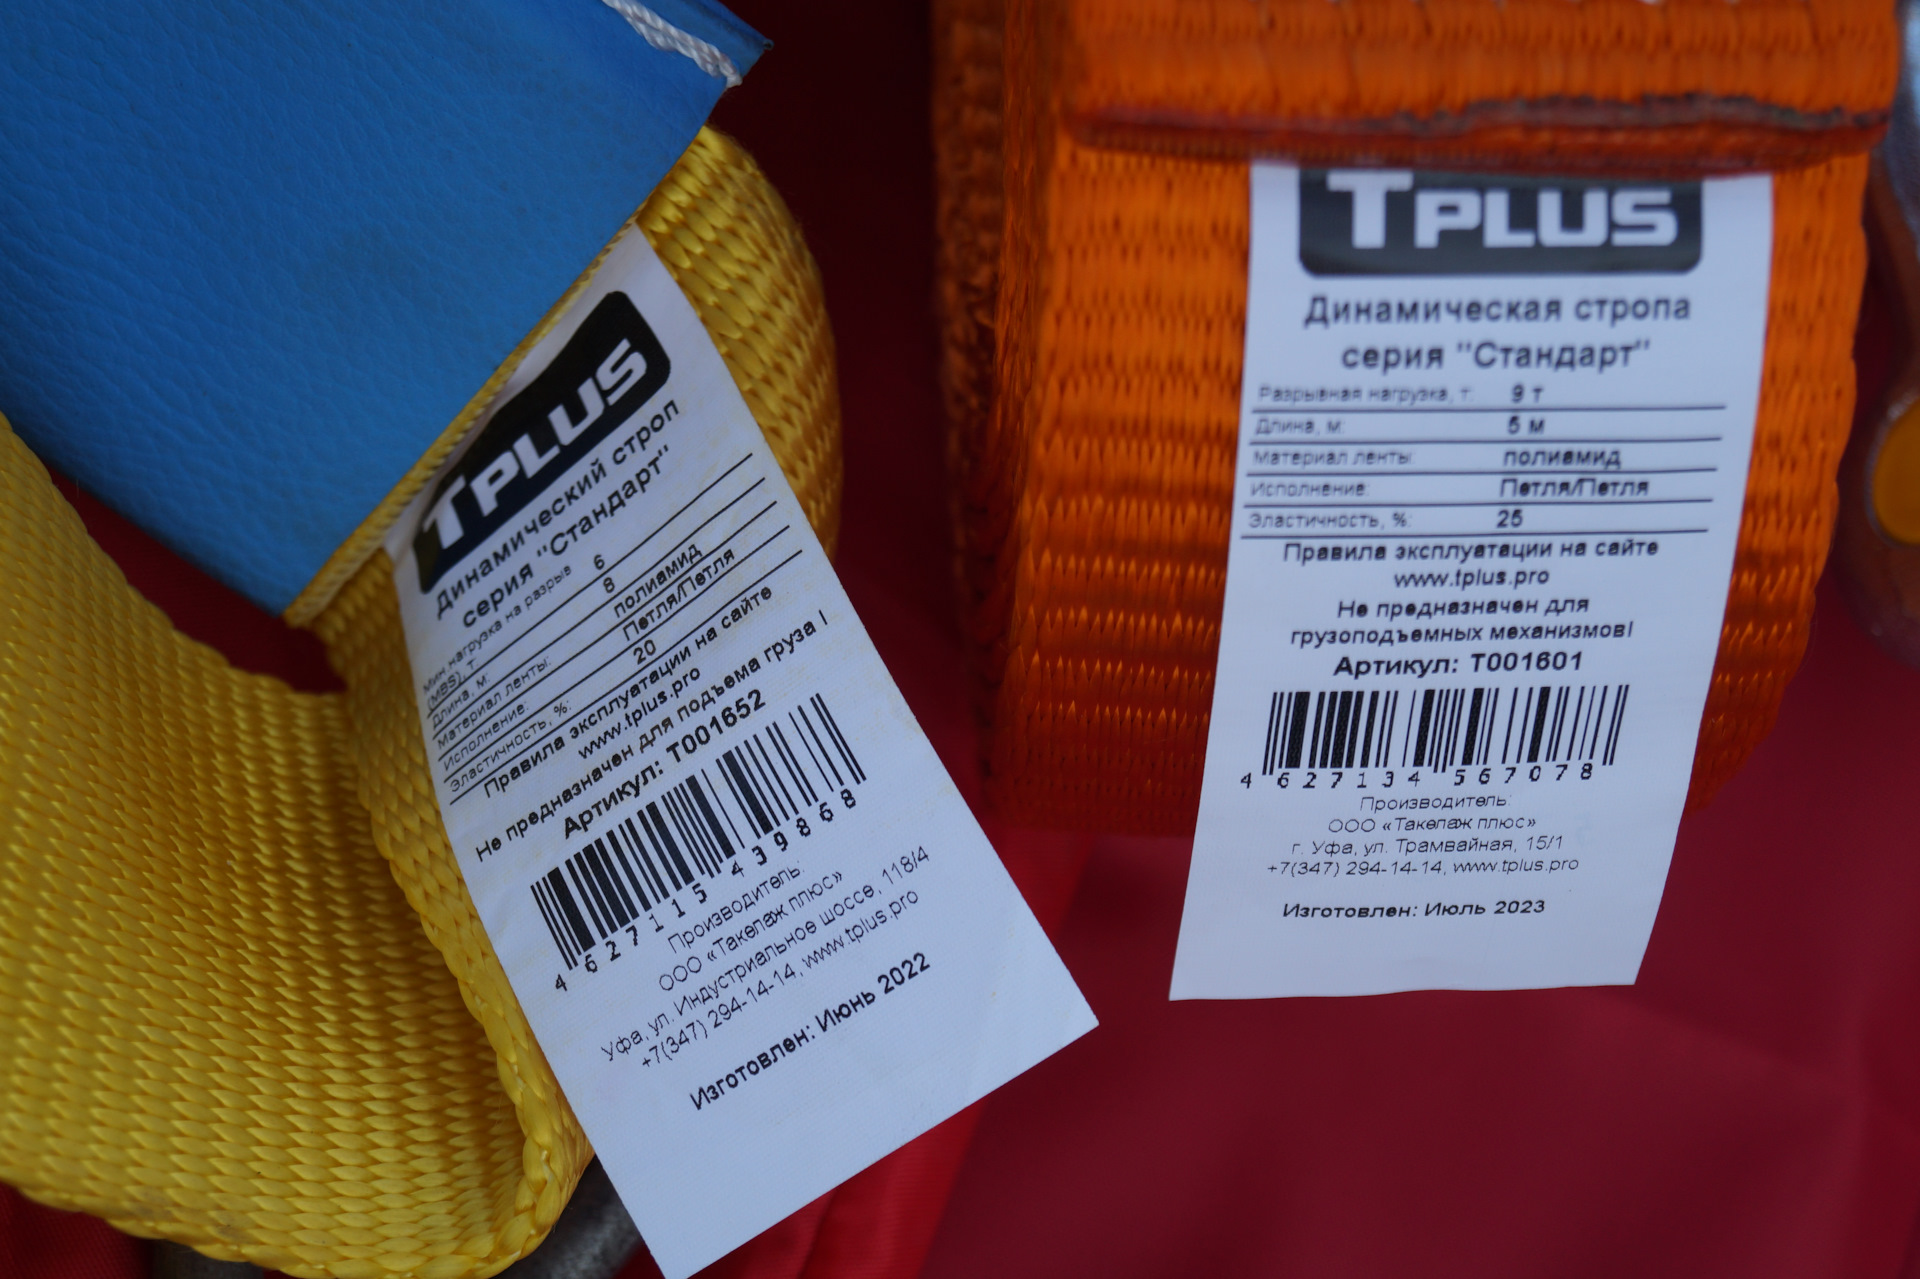 TPLUS
Динамический строп
серия "Стандарт"
Мин нагрузка на разрыв 6
(MBS), т
Длина, м: 8
Материал ленты: полиамид
Исполнение: Петля/Петля
Эластичность, %: 20
Правила эксплуатации на сайте
www.tplus.pro
Не предназначен для подъема груза !
Артикул: Т001652
4 627115 439868
Производитель:
ООО «Такелаж плюс»
Уфа, ул. Индустриальное шоссе, 118/4
+7(347) 294-14-14, www.tplus.pro
Изготовлен: Июнь 2022
TPLUS
Динамическая стропа
серия "Стандарт"
Разрывная нагрузка, т: 9 т
Длина, м: 5 м
Материал ленты: полиамид
Исполнение: Петля/Петля
Эластичность, %: 25
Правила эксплуатации на сайте
www.tplus.pro
Не предназначен для
грузоподъемных механизмов!
Артикул: Т001601
4 627134 567078
Производитель:
ООО «Такелаж плюс»
г. Уфа, ул. Трамвайная, 15/1
+7(347) 294-14-14, www.tplus.pro
Изготовлен: Июль 2023